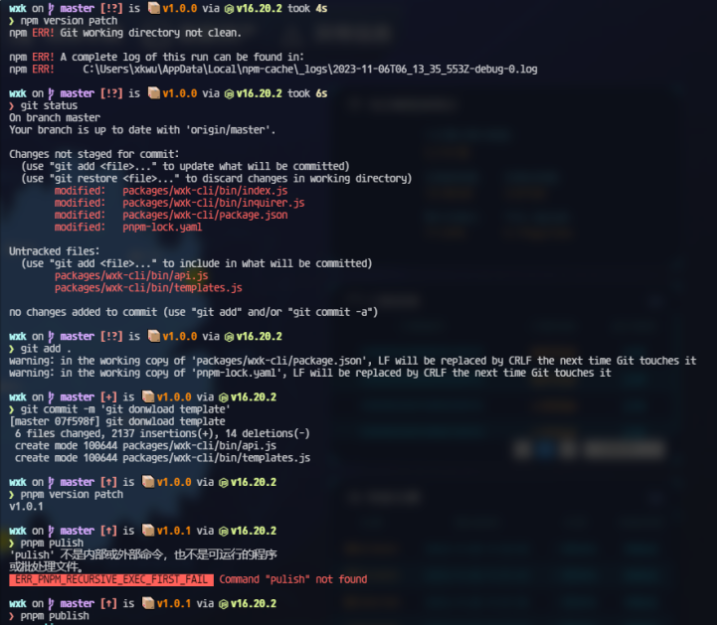 wxk on master [!?] is v1.0.0 via v16.20.2 took 4s
❯ npm version patch
npm ERR! Git working directory not clean.
npm ERR! A complete log of this run can be found in:
npm ERR!     C:\Users\xkwu\AppData\Local\npm-cache\_logs\2023-11-06T06_13_35_553Z-debug-0.log
wxk on master [!?] is v1.0.0 via v16.20.2 took 6s
❯ git status
On branch master
Your branch is up to date with 'origin/master'.
Changes not staged for commit:
  (use "git add <file>..." to update what will be committed)
  (use "git restore <file>..." to discard changes in working directory)
        modified:   packages/wxk-cli/bin/index.js
        modified:   packages/wxk-cli/bin/inquirer.js
        modified:   packages/wxk-cli/package.json
        modified:   pnpm-lock.yaml
Untracked files:
  (use "git add <file>..." to include in what will be committed)
        packages/wxk-cli/bin/api.js
        packages/wxk-cli/bin/templates.js
no changes added to commit (use "git add" and/or "git commit -a")
wxk on master [!?] is v1.0.0 via v16.20.2
❯ git add .
warning: in the working copy of 'packages/wxk-cli/package.json', LF will be replaced by CRLF the next time Git touches it
warning: in the working copy of 'pnpm-lock.yaml', LF will be replaced by CRLF the next time Git touches it
wxk on master [+] is v1.0.0 via v16.20.2
❯ git commit -m 'git donwload template'
[master 07f598f] git donwload template
 6 files changed, 2137 insertions(+), 14 deletions(-)
 create mode 100644 packages/wxk-cli/bin/api.js
 create mode 100644 packages/wxk-cli/bin/templates.js
wxk on master [↑] is v1.0.0 via v16.20.2
❯ pnpm version patch
v1.0.1
wxk on master [↑] is v1.0.1 via v16.20.2
❯ pnpm pulish
'pulish' 不是内部或外部命令，也不是可运行的程序
或批处理文件。
ERR_PNPM_RECURSIVE_EXEC_FIRST_FAIL  Command "pulish" not found
wxk on master [↑] is v1.0.1 via v16.20.2
❯ pnpm publish